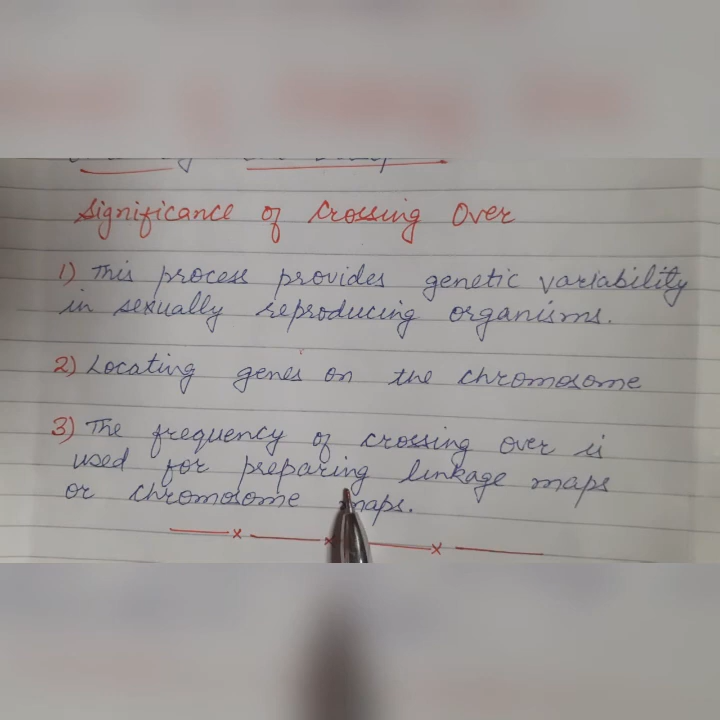 Significance of Crossing Over
1) This process provides genetic variability
in sexually reproducing organisms.
2) Locating genes on the chromosome
3) The frequency of crossing over is
used for preparing linkage maps
or chromosome maps.